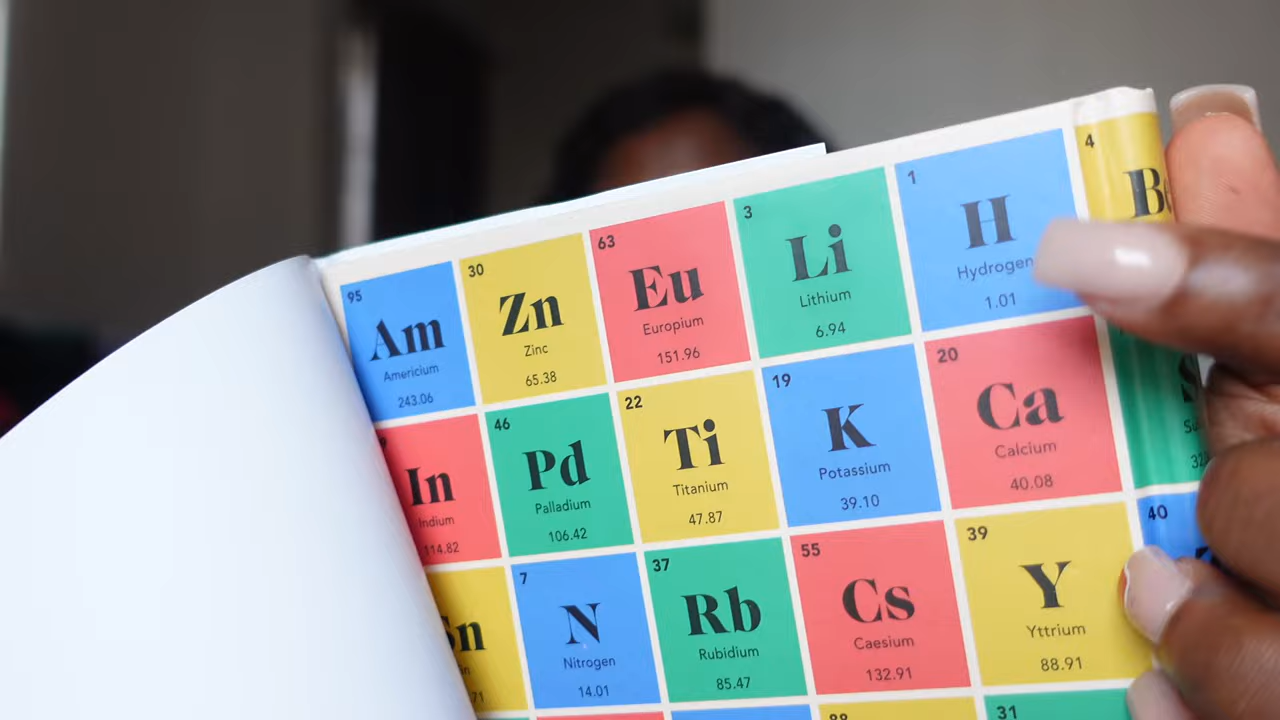 95
Am
Americium
243.06
30
Zn
Zinc
65.38
63
Eu
Europium
151.96
3
Li
Lithium
6.94
1
H
Hydrogen
1.01
4
In
Indium
114.82
46
Pd
Palladium
106.42
22
Ti
Titanium
47.87
19
K
Potassium
39.10
20
Ca
Calcium
40.08
7
N
Nitrogen
14.01
37
Rb
Rubidium
85.47
55
Cs
Caesium
132.91
39
Y
Yttrium
88.91
40
31